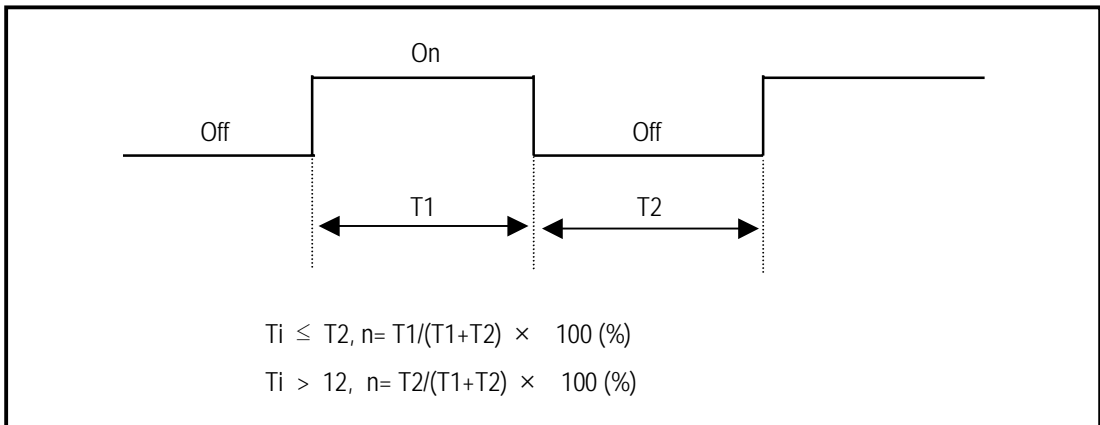 On
Off
Off
T1
T2
Ti ≤ T2, n= T1/(T1+T2) × 100 (%)
Ti > 12, n= T2/(T1+T2) × 100 (%)